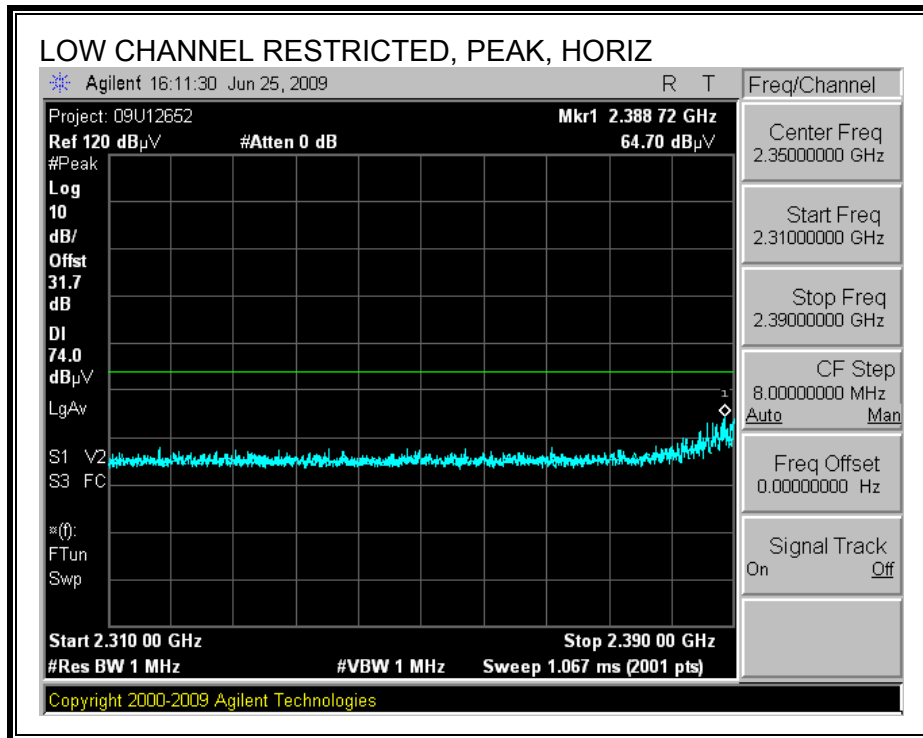 LOW CHANNEL RESTRICTED, PEAK, HORIZ
Agilent 16:11:30 Jun 25, 2009 R T
Freq/Channel
Project: 09U12652 Mkr1 2.388 72 GHz
Ref 120 dBµV #Atten 0 dB 64.70 dBµV
#Peak
Log
10
dB/
Offst
31.7
dB
DI
74.0
dBµV
LgAv
1
S1 V2
S3 FC
¤(f):
FTun
Swp
Start 2.310 00 GHz Stop 2.390 00 GHz
#Res BW 1 MHz #VBW 1 MHz Sweep 1.067 ms (2001 pts)
Center Freq
2.35000000 GHz
Start Freq
2.31000000 GHz
Stop Freq
2.39000000 GHz
CF Step
8.00000000 MHz
Auto Man
Freq Offset
0.00000000 Hz
Signal Track
On Off
Copyright 2000-2009 Agilent Technologies